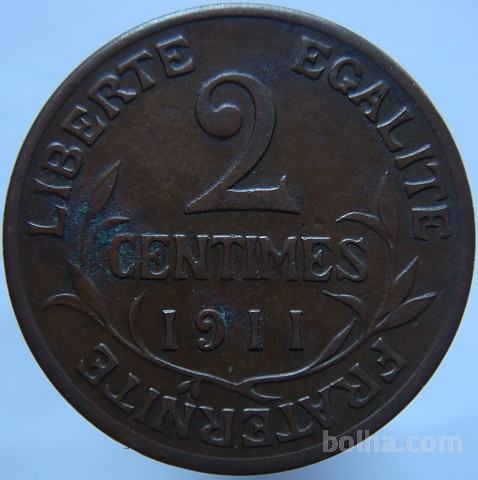 LIBERTE EGALITE
2
CENTIMES
1911
FRATERNITE
bolha.com